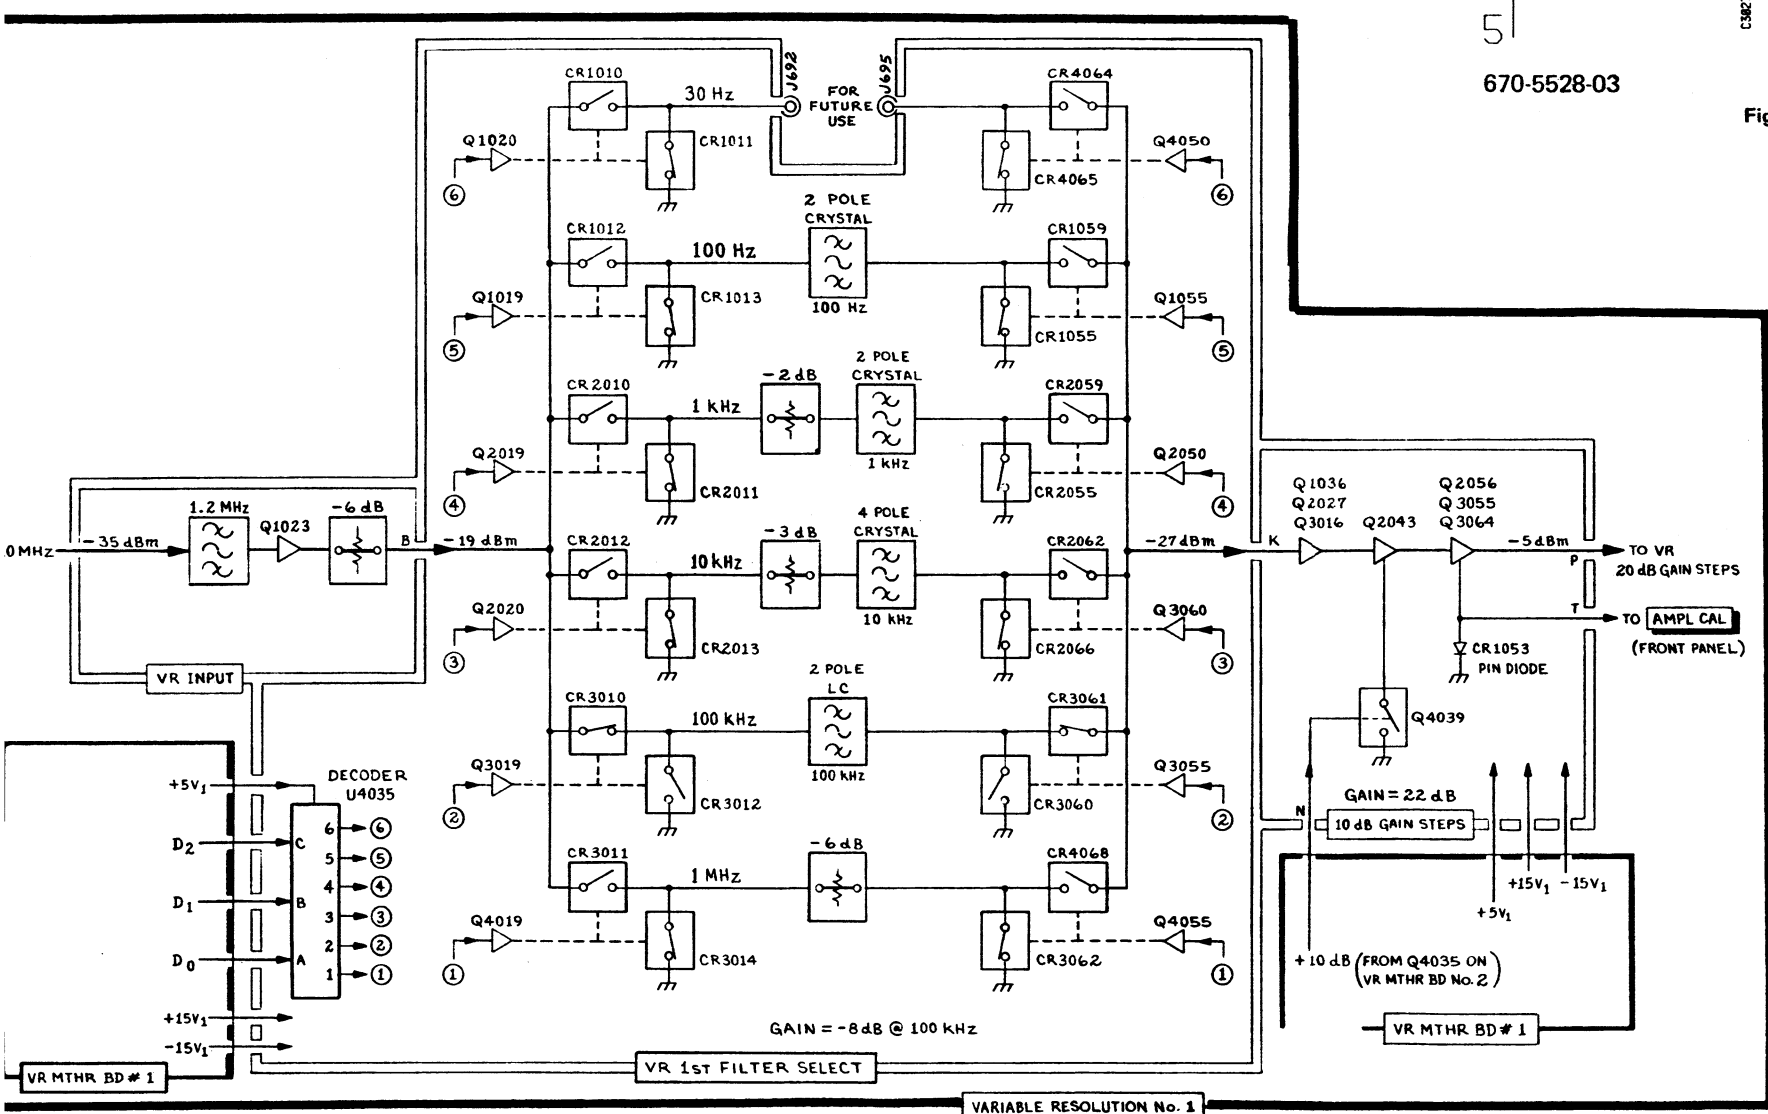 5
C382
670-5528-03
Fig
J692
J695
FOR
FUTURE
USE
CR1010
30 Hz
CR4064
Q1020
CR1011
Q4050
CR4065
6
6
2 POLE
CRYSTAL
CR1012
100 Hz
CR1059
Q1019
CR1013
100 Hz
Q1055
CR1055
5
5
2 POLE
CRYSTAL
CR2010
1 kHz
-2 dB
CR2059
Q2019
CR2011
1 kHz
Q2050
CR2055
4
4
0 MHz
-35 dBm
1.2 MHz
Q1023
-6 dB
B
-19 dBm
4 POLE
CRYSTAL
CR2012
10 kHz
-3 dB
CR2062
-27 dBm
K
Q1036
Q2027
Q3016
Q2043
Q2056
Q3055
Q3064
-5 dBm
P
TO VR
20 dB GAIN STEPS
T
TO AMPL CAL
(FRONT PANEL)
CR1053
PIN DIODE
Q4039
Q2020
CR2013
10 kHz
Q3060
CR2066
3
3
VR INPUT
2 POLE
LC
CR3010
100 kHz
CR3061
Q3019
CR3012
100 kHz
Q3055
CR3060
2
2
GAIN = 22 dB
N
10 dB GAIN STEPS
+5V1
DECODER
U4035
D2
C
D1
B
D0
A
6 6
5 5
4 4
3 3
2 2
1 1
+15V1
-15V1
CR3011
1 MHz
-6 dB
CR4068
Q4019
CR3014
Q4055
CR3062
1
1
+5V1
+15V1
-15V1
+10 dB (FROM Q4035 ON
VR MTHR BD No. 2)
VR MTHR BD # 1
GAIN = -8 dB @ 100 KHz
VR 1ST FILTER SELECT
VR MTHR BD # 1
VARIABLE RESOLUTION No. 1